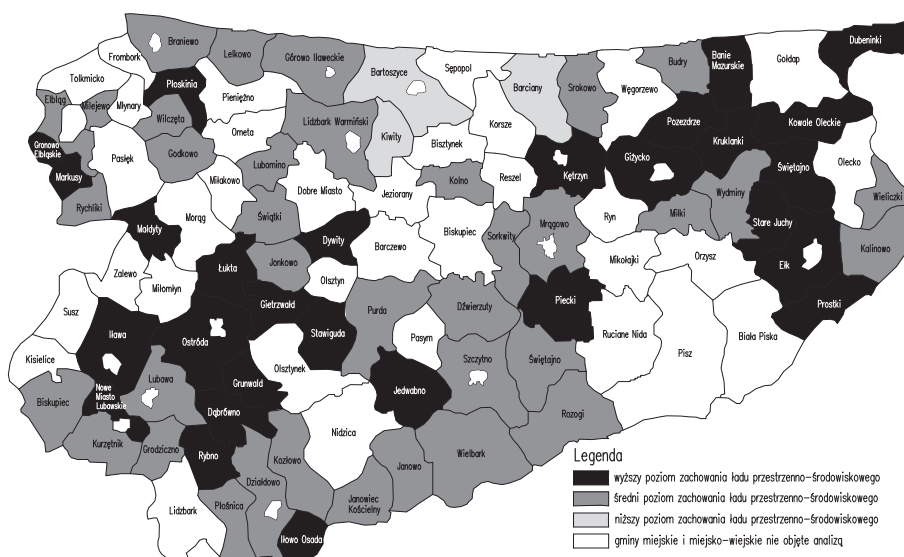 Dubeninki
Frombork
Braniewo
Lelkowo
Górowo Iławeckie
Bartoszyce
Sępopol
Barciany
Srokowo
Węgorzewo
Budry
Banie
Mazurskie
Gołdap
Tolkmicko
Płoskinia
Pieniężno
Elbląg
Milejewo
Młynary
Wilczęta
Orneta
Lidzbark Warmiński
Kiwity
Bisztynek
Korsze
Pozezdrze
Kruklanki
Kowale Oleckie
Gronowo
Elbląskie
Markusy
Pasłęk
Godkowo
Lubomino
Kętrzyn
Giżycko
Świętajno
Olecko
Rychliki
Miłakowo
Dobre Miasto
Jeziorany
Kolno
Reszel
Wydminy
Wieliczki
Małdyty
Morąg
Świątki
Dywity
Barczewo
Biskupiec
Sorkwity
Mrągowo
Ryn
Miłki
Stare Juchy
Kalinowo
Zalewo
Miłomłyn
Łukta
Jonkowo
Olsztyn
Mikołajki
Orzysz
Ełk
Susz
Iława
Gietrzwałd
Stawiguda
Purda
Dźwierzuty
Piecki
Prostki
Kisielice
Ostróda
Olsztynek
Pasym
Ruciane Nida
Pisz
Biała Piska
Biskupiec
Nowe
Miasto
Lubawskie
Lubawa
Grunwald
Dąbrówno
Jedwabno
Szczytno
Świętajno
Kurzętnik
Grodziczno
Rybno
Kozłowo
Nidzica
Janowo
Wielbark
Rozogi
Lidzbark
Płośnica
Działdowo
Janowiec
Kościelny
Iłowo Osada
Legenda
wyższy poziom zachowania ładu przestrzenno-środowiskowego
średni poziom zachowania ładu przestrzenno-środowiskowego
niższy poziom zachowania ładu przestrzenno-środowiskowego
gminy miejskie i miejsko-wiejskie nie objęte analizą